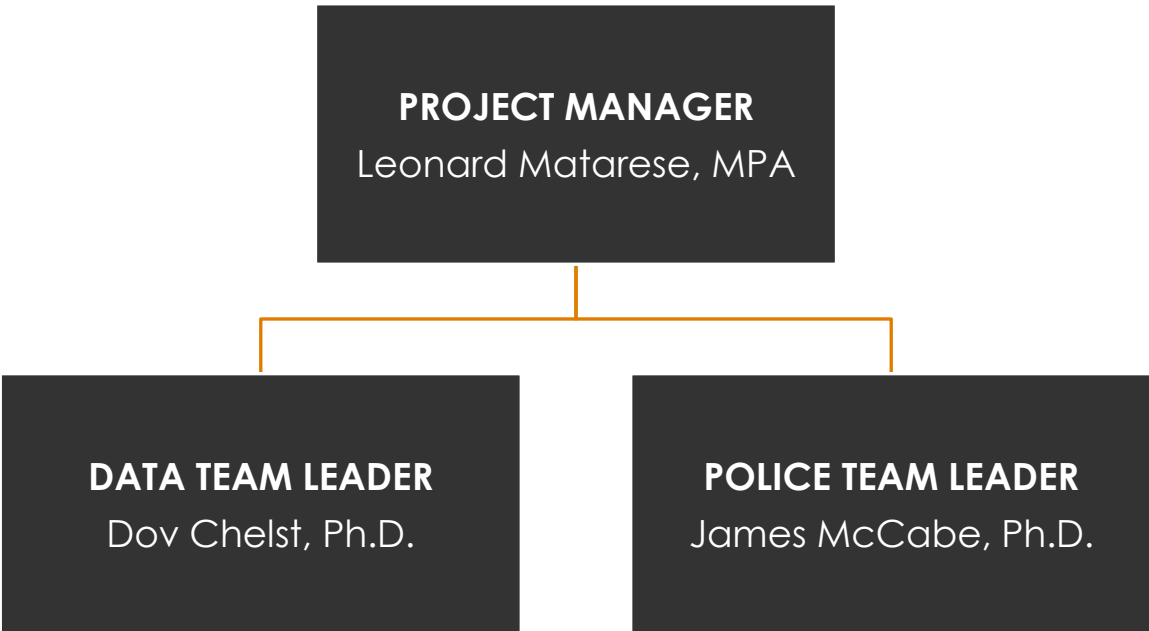 PROJECT MANAGER
Leonard Matarese, MPA
DATA TEAM LEADER
Dov Chelst, Ph.D.
POLICE TEAM LEADER
James McCabe, Ph.D.